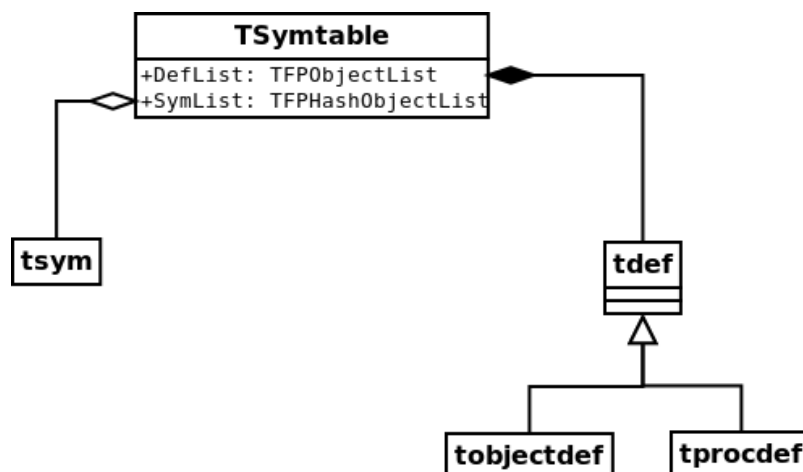 TSymtable
+DefList: TFPObjectList
+SymList: TFPHashObjectList
tsym
tdef
tobjectdef
tprocdef